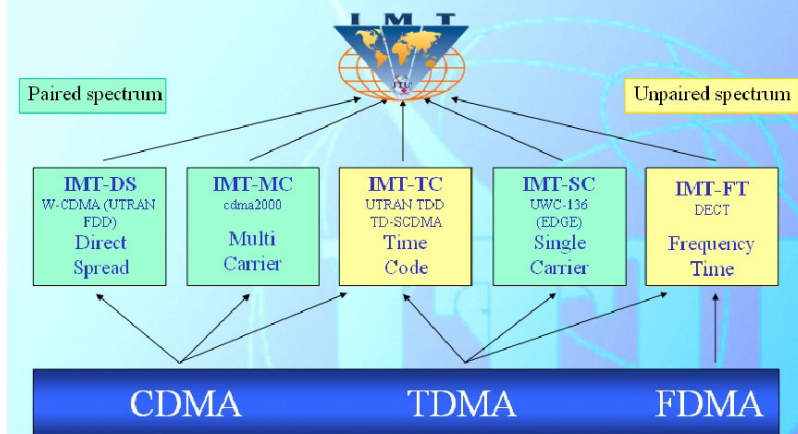 I M T
ITU
Paired spectrum
Unpaired spectrum
IMT-DS
W-CDMA (UTRAN
FDD)
Direct
Spread
IMT-MC
cdma2000
Multi
Carrier
IMT-TC
UTRAN TDD
TD-SCDMA
Time
Code
IMT-SC
UWC-136
(EDGE)
Single
Carrier
IMT-FT
DECT
Frequency
Time
CDMA
TDMA
FDMA